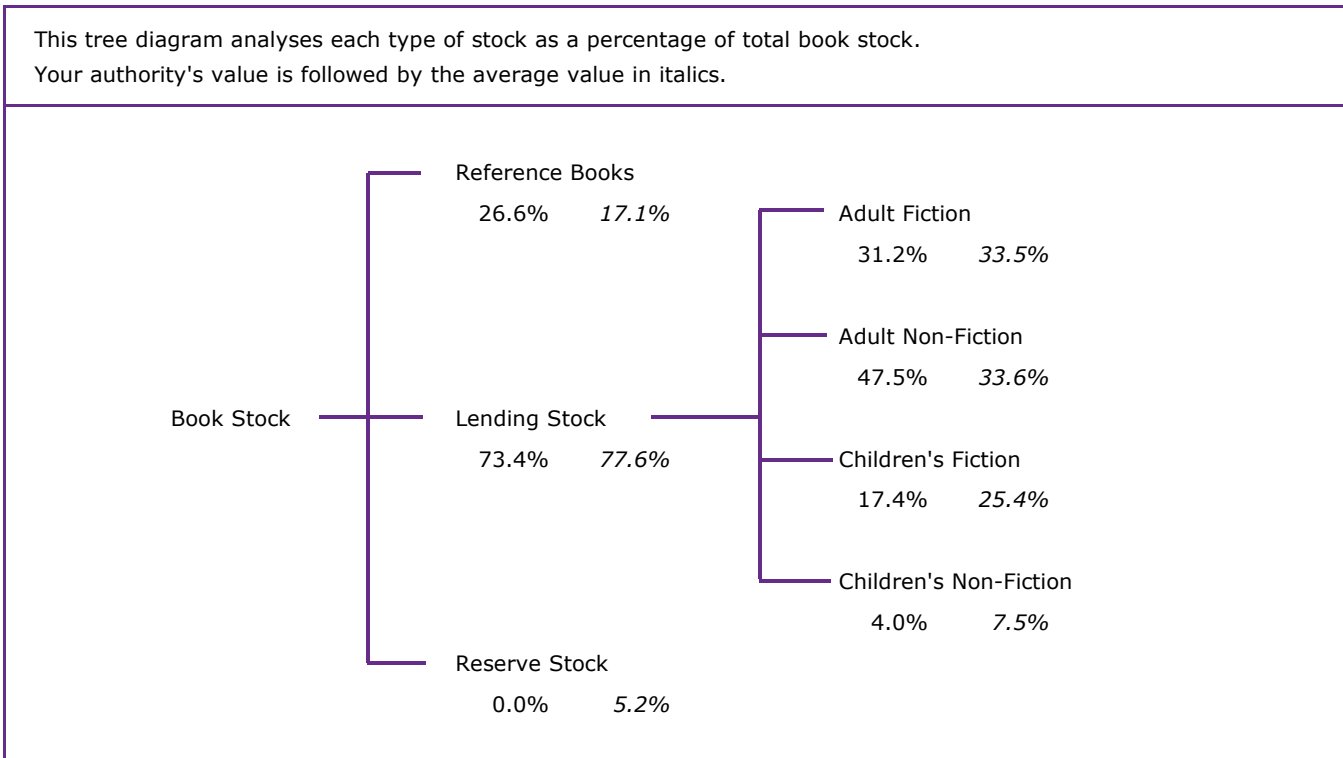 This tree diagram analyses each type of stock as a percentage of total book stock.
Your authority's value is followed by the average value in italics.
Reference Books
26.6% 17.1%
Adult Fiction
31.2% 33.5%
Adult Non-Fiction
47.5% 33.6%
Book Stock
Lending Stock
73.4% 77.6%
Children's Fiction
17.4% 25.4%
Children's Non-Fiction
4.0% 7.5%
Reserve Stock
0.0% 5.2%